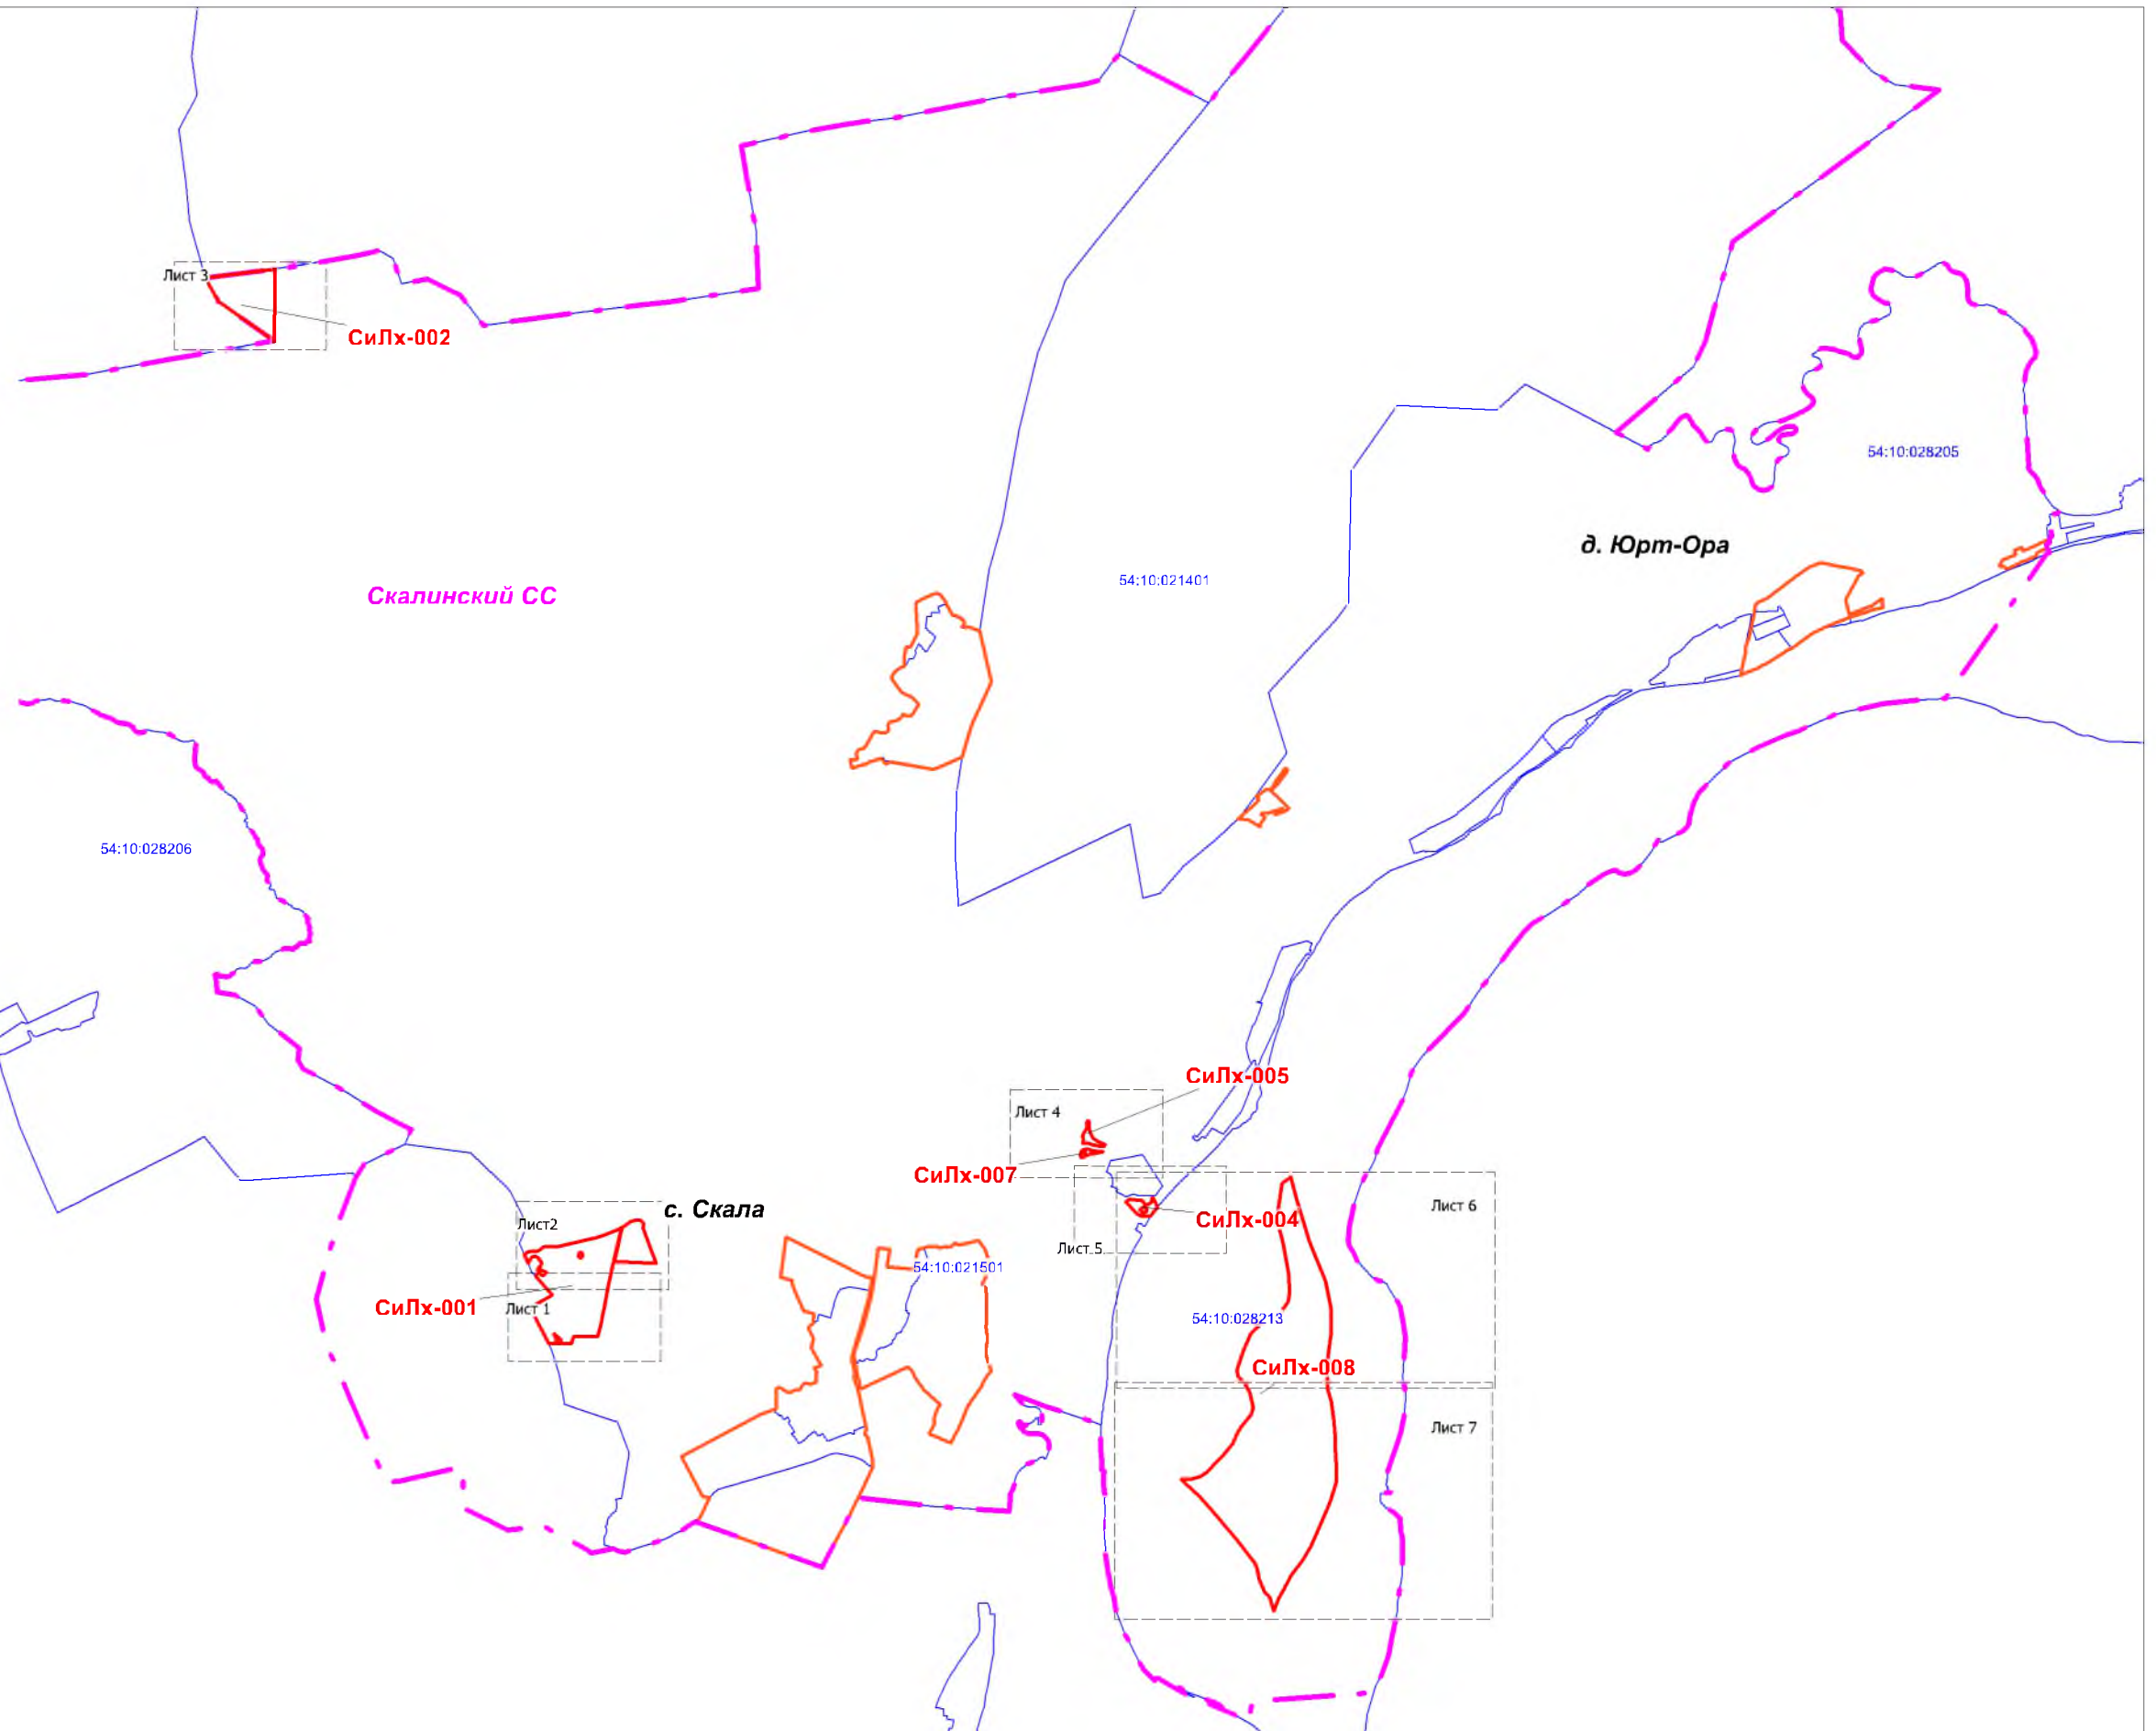 Лист 3
СиЛх-002
54:10:028205
д. Юрт-Ора
54:10:021401
Скалинский СС
54:10:028206
СиЛх-005
Лист 4
СиЛх-007
с. Скала
Лист 6
Лист2
СиЛх-004
Лист 5
54:10:021501
СиЛх-001
Лист 1
54:10:028213
СиЛх-008
Лист 7